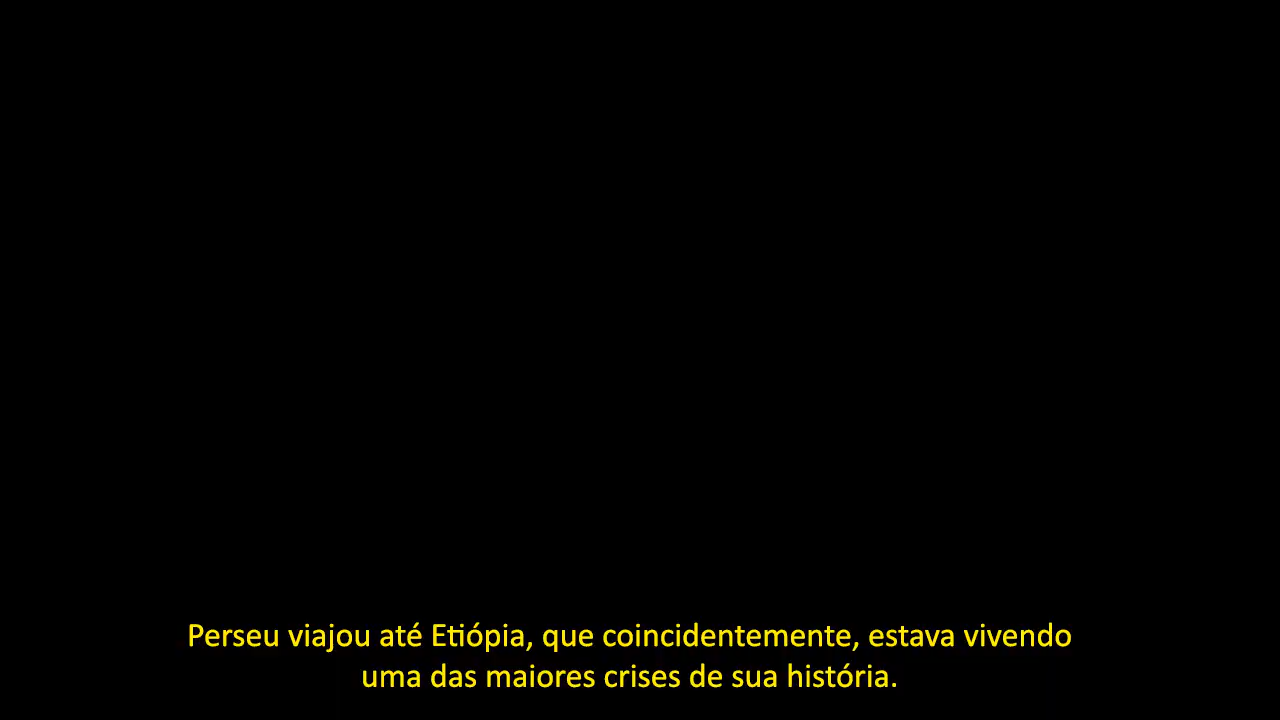 Perseu viajou até Etiópia, que coincidentemente, estava vivendo
uma das maiores crises de sua história.